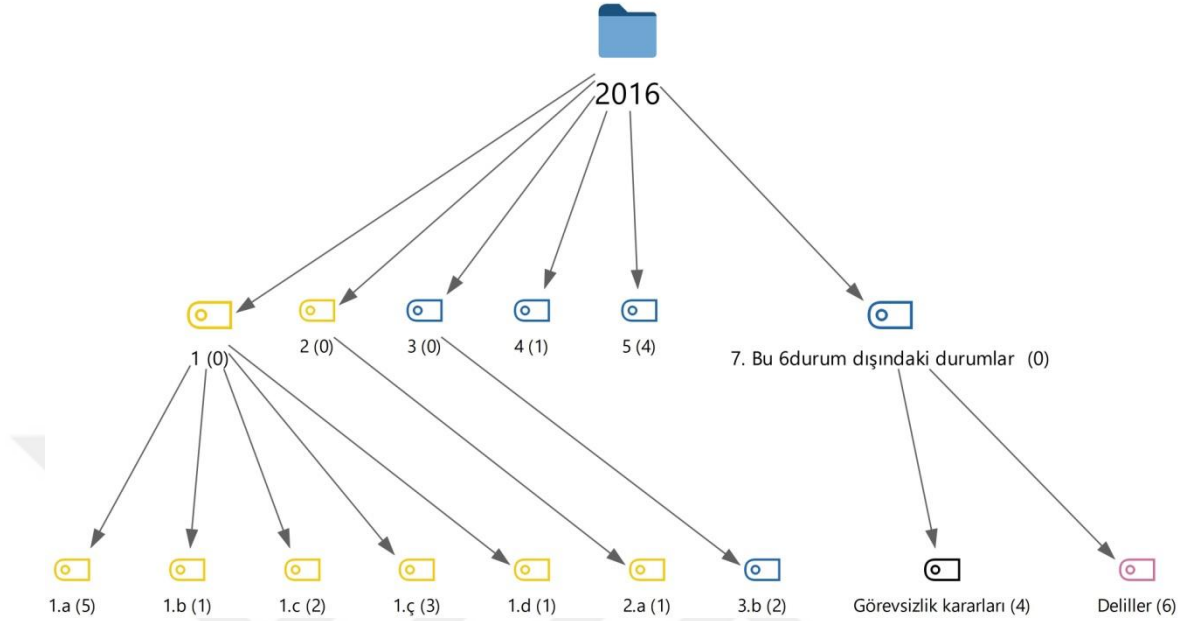 2016
1 (0)
2 (0)
3 (0)
4 (1)
5 (4)
7. Bu 6durum dışındaki durumlar (0)
1.a (5)
1.b (1)
1.c (2)
1.ç (3)
1.d (1)
2.a (1)
3.b (2)
Görevsizlik kararları (4)
Deliller (6)